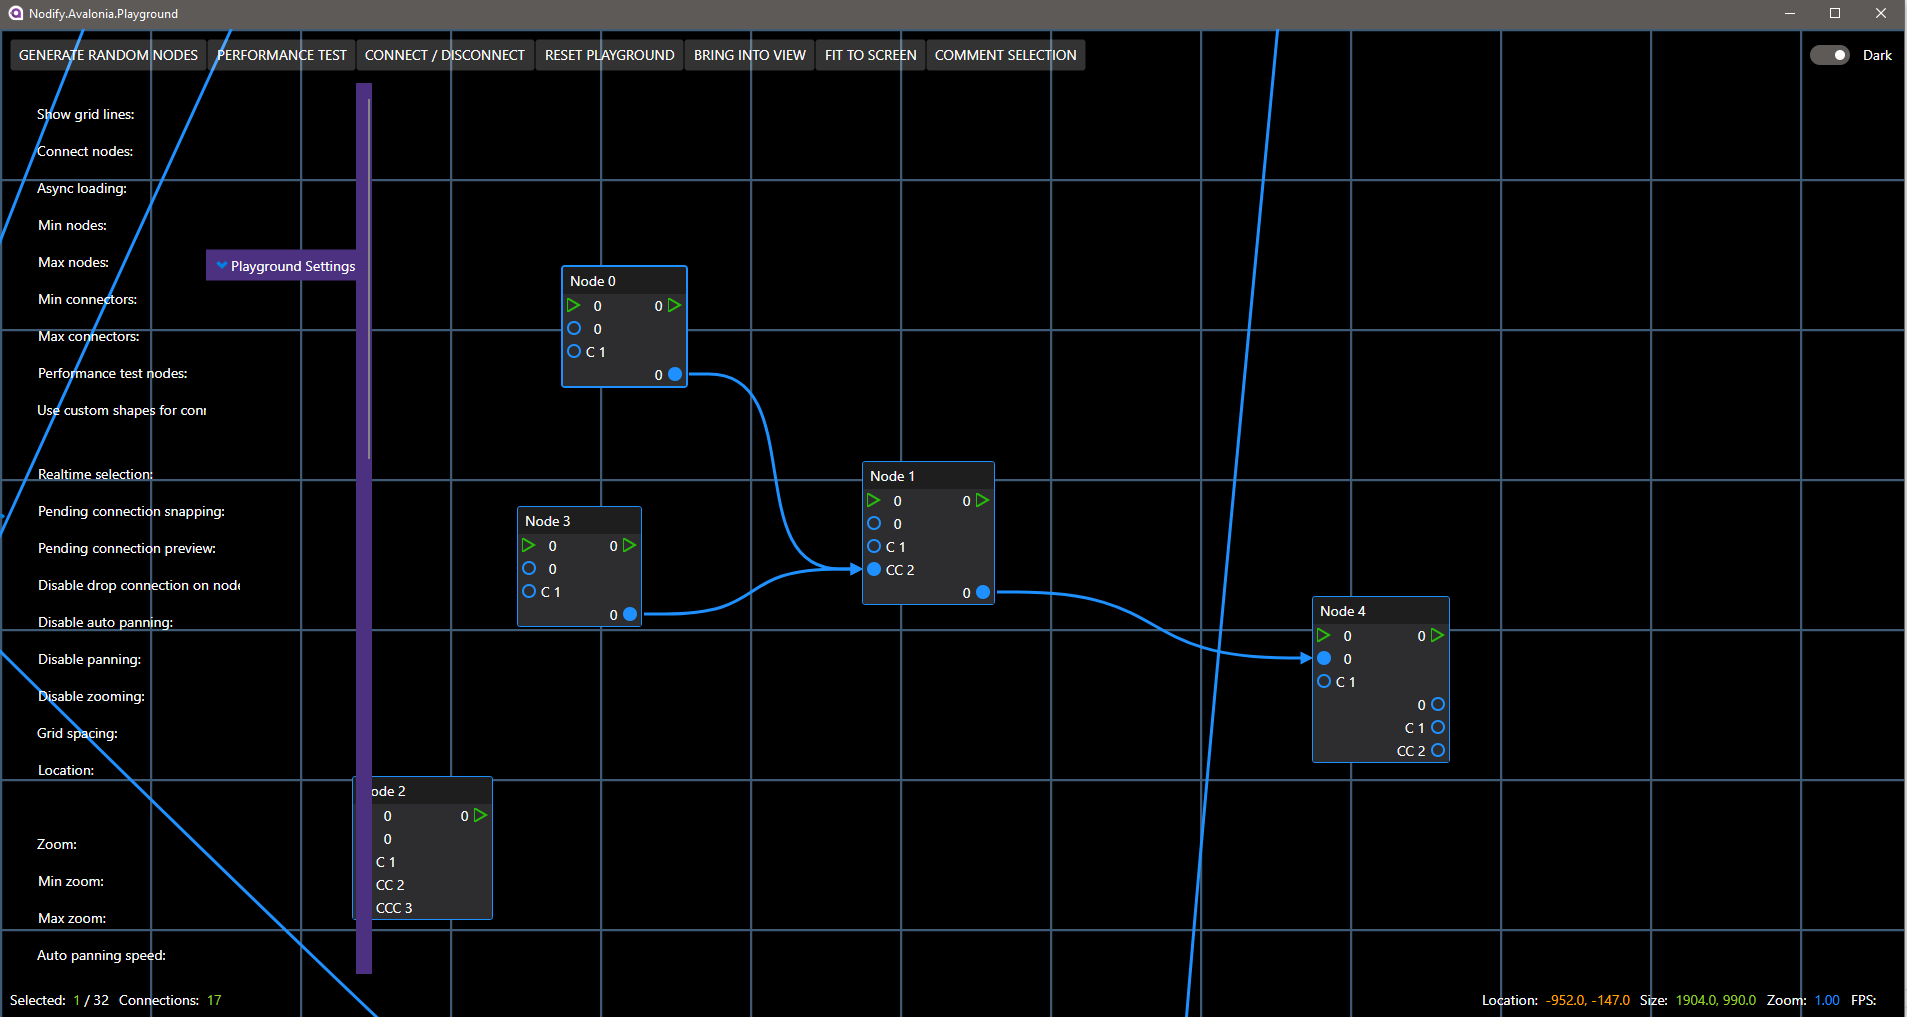 Nodify.Avalonia.Playground
GENERATE RANDOM NODES PERFORMANCE TEST CONNECT / DISCONNECT RESET PLAYGROUND BRING INTO VIEW FIT TO SCREEN COMMENT SELECTION Dark
Show grid lines:
Connect nodes:
Async loading:
Min nodes:
Max nodes:
Playground Settings
Min connectors:
Max connectors:
Performance test nodes:
Use custom shapes for
Realtime selection:
Pending connection snapping:
Pending connection preview:
Disable drop connection on
Disable auto panning:
Disable panning:
Disable zooming:
Grid spacing:
Location:
Zoom:
Min zoom:
Max zoom:
Auto panning speed:
Node 0
0 0
0
C 1
0
Node 3
0 0
0
C 1
0
Node 1
0 0
0
C 1
CC 2
0
Node 4
0 0
0
C 1
0
C 1
CC 2
ode 2
0 0
0
C 1
CC 2
CCC 3
Selected: 1 / 32 Connections: 17
Location: -952.0, -147.0 Size: 1904.0, 990.0 Zoom: 1.00 FPS: